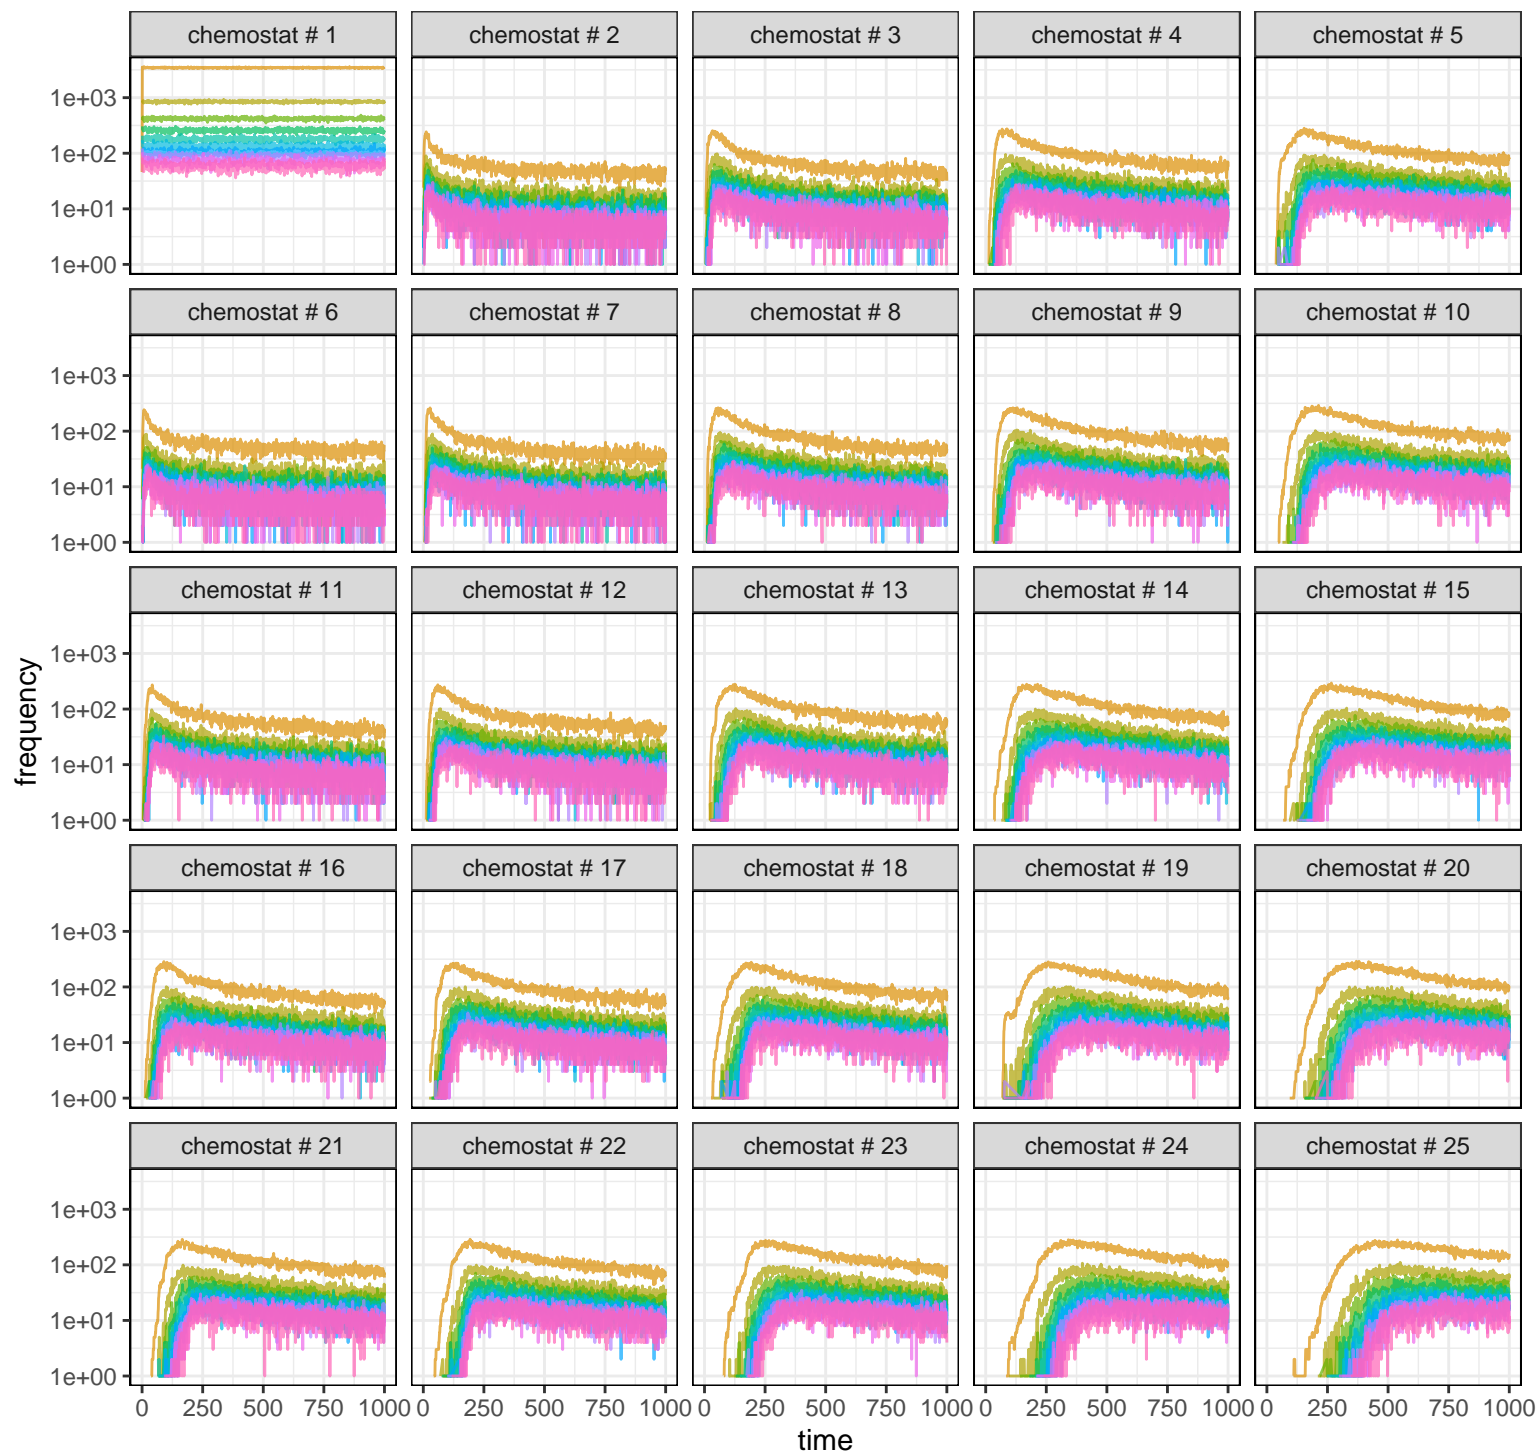 chemostat # 1
chemostat # 2
chemostat # 3
chemostat # 4
chemostat # 5
1e+03
1e+02
1e+01
1e+00
chemostat # 6
chemostat # 7
chemostat # 8
chemostat # 9
chemostat # 10
1e+03
1e+02
1e+01
1e+00
chemostat # 11
chemostat # 12
chemostat # 13
chemostat # 14
chemostat # 15
1e+03
1e+02
1e+01
1e+00
frequency
chemostat # 16
chemostat # 17
chemostat # 18
chemostat # 19
chemostat # 20
1e+03
1e+02
1e+01
1e+00
chemostat # 21
chemostat # 22
chemostat # 23
chemostat # 24
chemostat # 25
1e+03
1e+02
1e+01
1e+00
0 250 500 750 1000
0 250 500 750 1000
0 250 500 750 1000
0 250 500 750 1000
0 250 500 750 1000
time